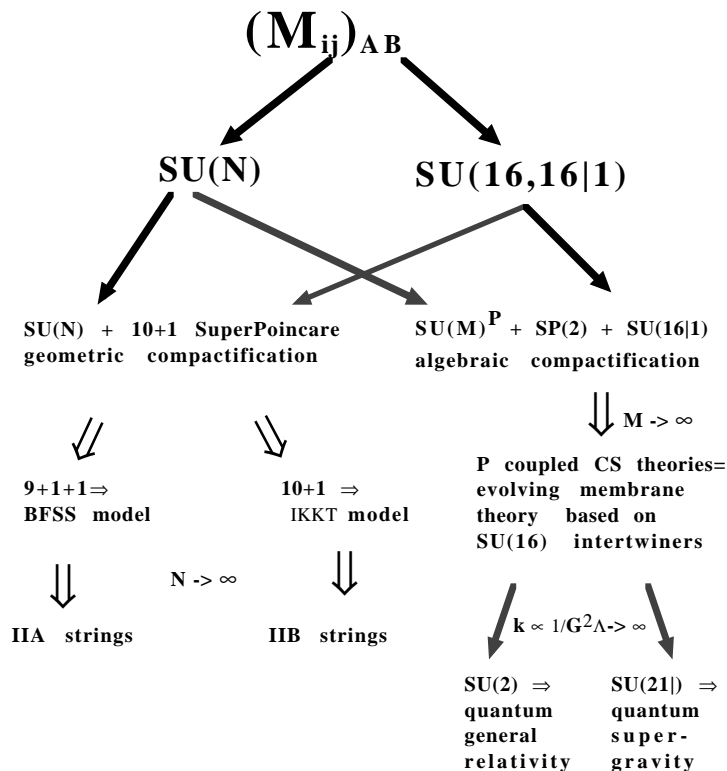 (M_ij)_AB
SU(N)
SU(16,16|1)
SU(N) + 10+1 SuperPoincare
geometric compactification
SU(M)^P + SP(2) + SU(16|1)
algebraic compactification
M -> ∞
9+1+1⇒
BFSS model
10+1 ⇒
IKKT model
P coupled CS theories=
evolving membrane
theory based on
SU(16) intertwiners
N -> ∞
IIA strings
IIB strings
k ∝ 1/G²Λ-> ∞
SU(2) ⇒
quantum
general
relativity
SU(21|) ⇒
quantum
super-
gravity